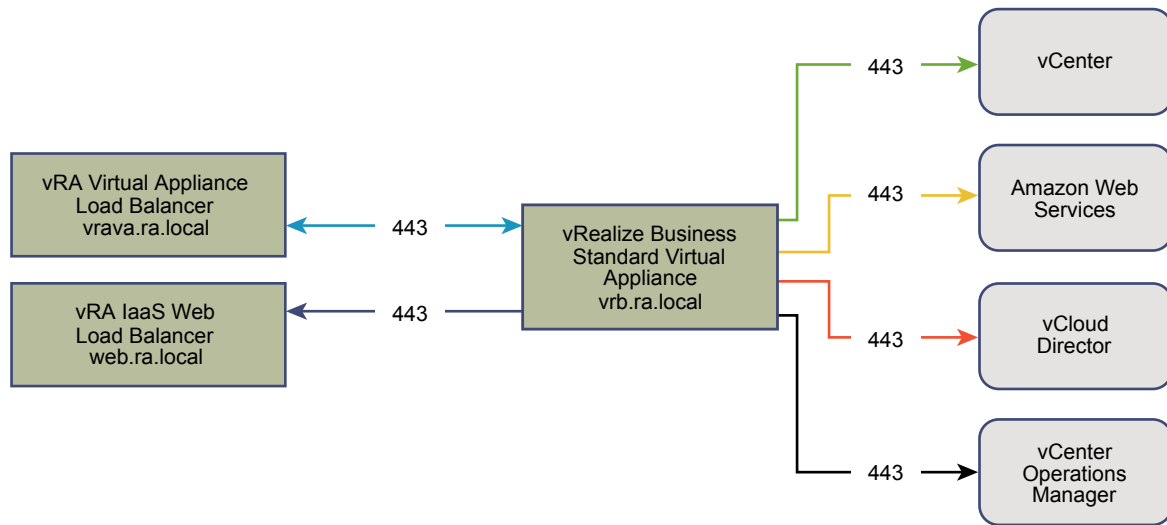 vRA Virtual Appliance
Load Balancer
vrava.ra.local
443
vRA IaaS Web
Load Balancer
web.ra.local
443
vRealize Business
Standard Virtual
Appliance
vrb.ra.local
443
vCenter
443
Amazon Web
Services
443
vCloud
Director
443
vCenter
Operations
Manager